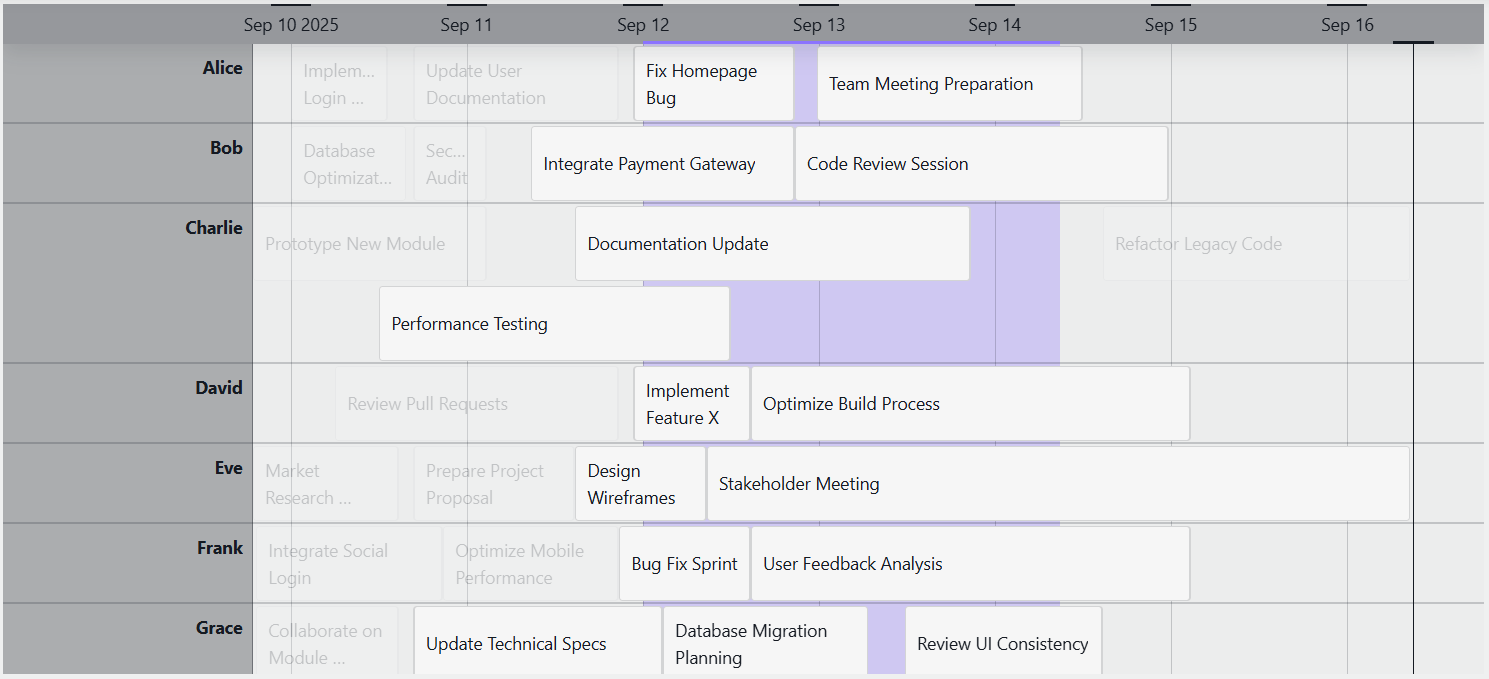 Sep 10 2025 Sep 11 Sep 12 Sep 13 Sep 14 Sep 15 Sep 16
Alice
Implem...
Login ...
Update User
Documentation
Fix Homepage
Bug
Team Meeting Preparation
Bob
Database
Optimizat...
Sec...
Audit
Integrate Payment Gateway
Code Review Session
Charlie
Prototype New Module
Documentation Update
Refactor Legacy Code
Performance Testing
David
Review Pull Requests
Implement
Feature X
Optimize Build Process
Eve
Market
Research ...
Prepare Project
Proposal
Design
Wireframes
Stakeholder Meeting
Frank
Integrate Social
Login
Optimize Mobile
Performance
Bug Fix Sprint
User Feedback Analysis
Grace
Collaborate on
Module ...
Update Technical Specs
Database Migration
Planning
Review UI Consistency